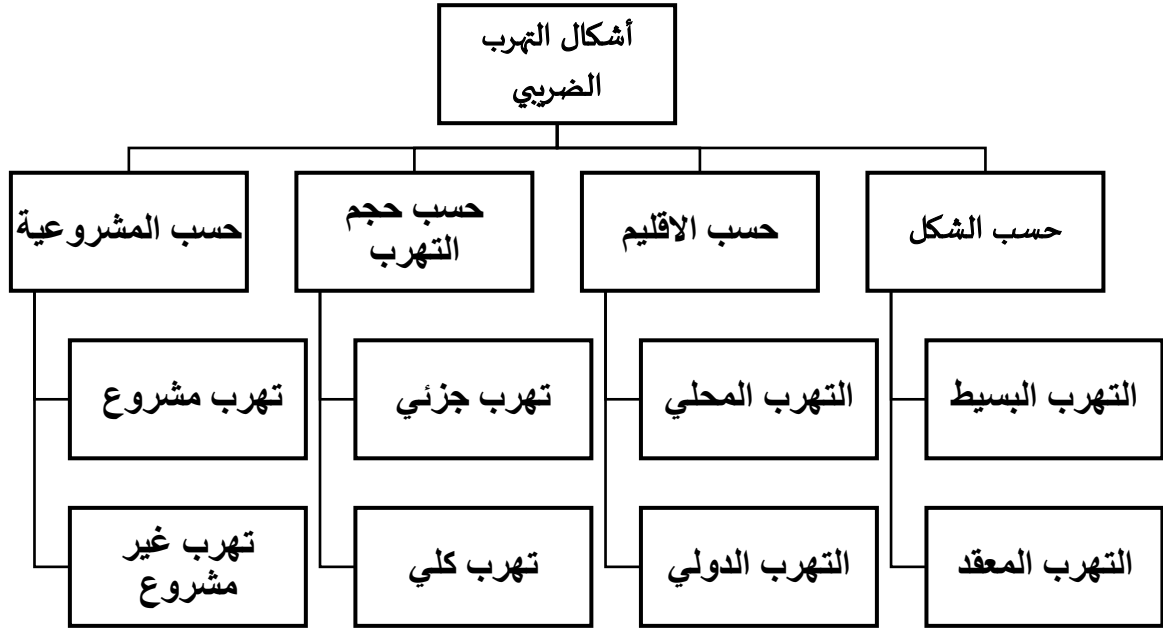 أشكال التهرب
الضريبي
حسب الشكل
حسب الاقليم
حسب حجم
التهرب
حسب المشروعية
التهرب البسيط
التهرب المحلي
تهرب جزئي
تهرب مشروع
التهرب المعقد
التهرب الدولي
تهرب كلي
تهرب غير
مشروع